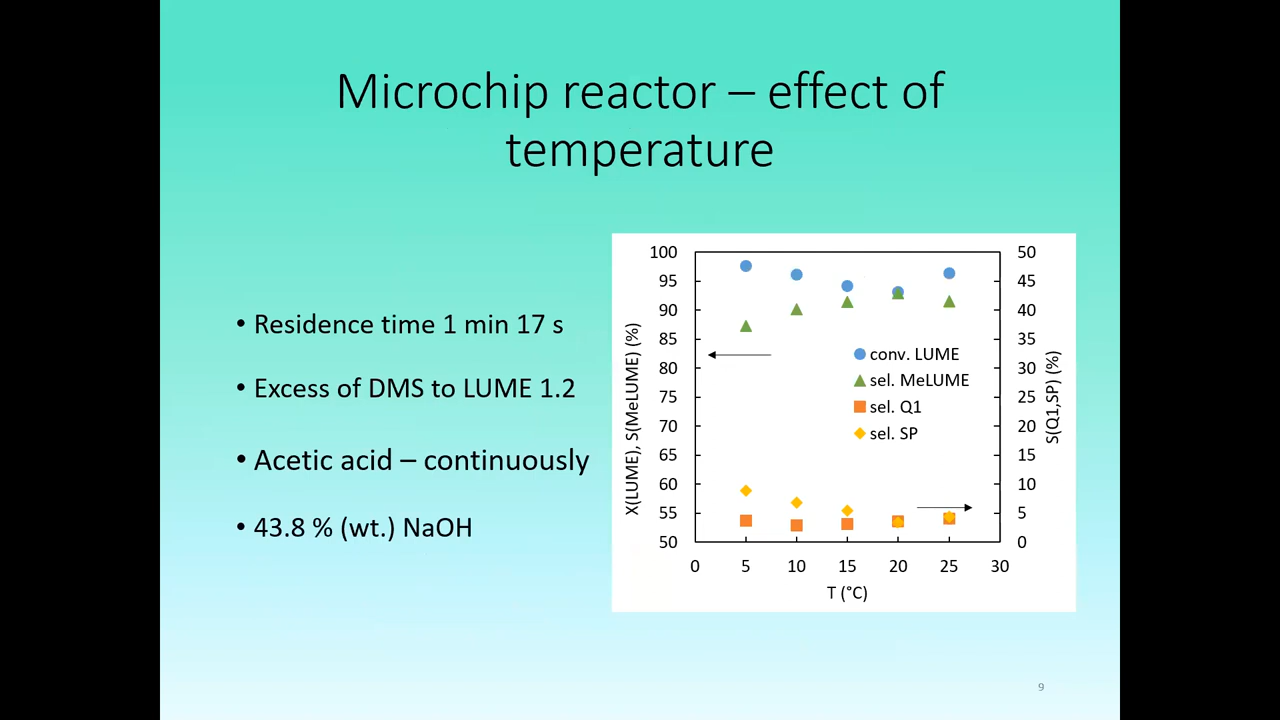 Microchip reactor – effect of
temperature
• Residence time 1 min 17 s
• Excess of DMS to LUME 1.2
• Acetic acid – continuously
• 43.8 % (wt.) NaOH
X(LUME), S(MeLUME) (%)
100
95
90
85
80
75
70
65
60
55
50
conv. LUME
sel. MeLUME
sel. Q1
sel. SP
50
45
40
35
30
25
20
15
10
5
0
S(Q1,SP) (%)
0 5 10 15 20 25 30
T (°C)
9